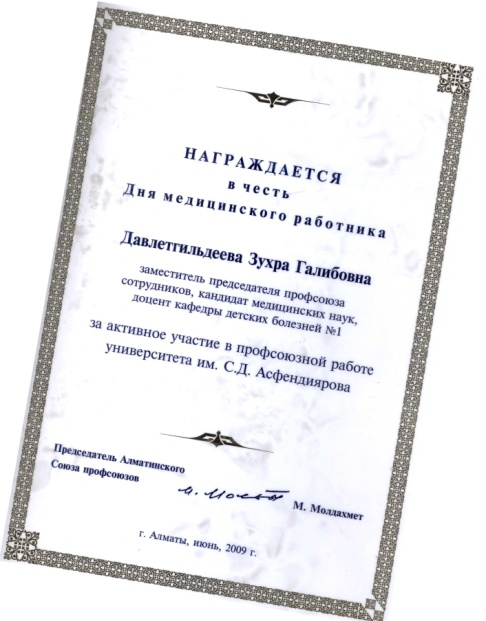 НАГРАЖДАЕТСЯ
в честь
Дня медицинского работника
Давлетгильдеева Зухра Галибовна
заместитель председателя профсоюза
сотрудников, кандидат медицинских наук,
доцент кафедры детских болезней №1
за активное участие в профсоюзной работе
университета им. С.Д. Асфендиярова
Председатель Алматинского
Союза профсоюзов
М. Молдахмет
г. Алматы, июнь, 2009 г.